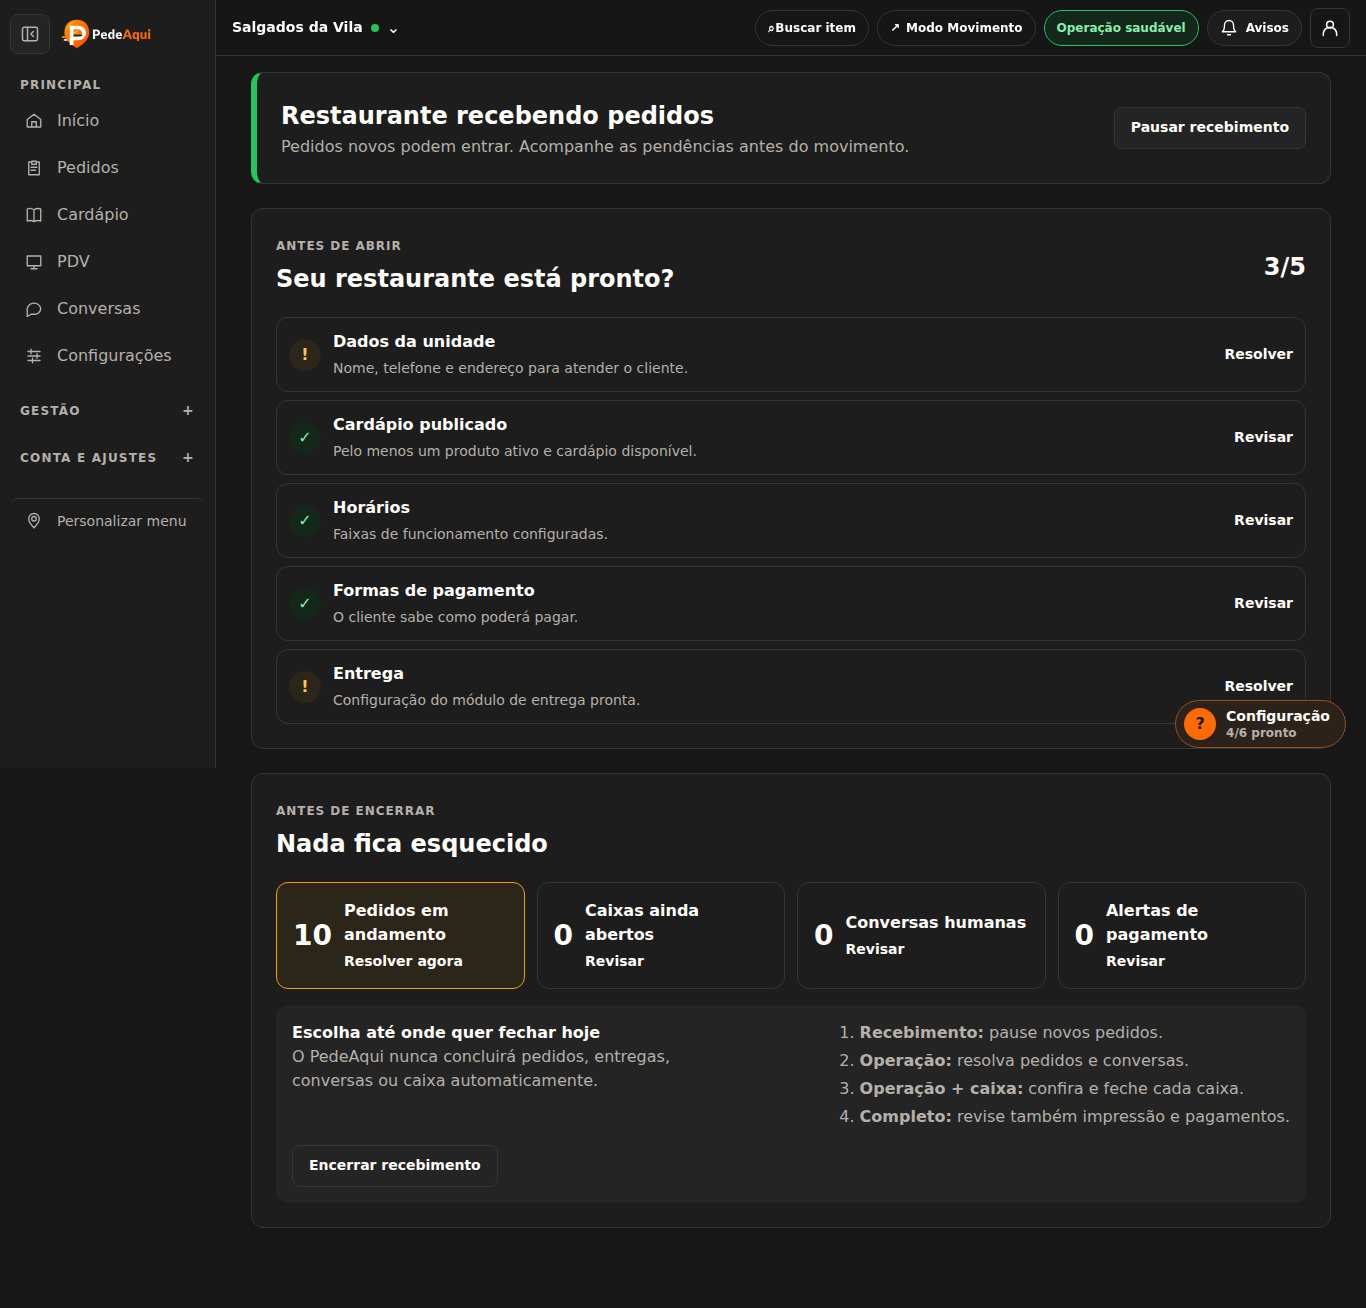 PedeAqui
PRINCIPAL
Início
Pedidos
Cardápio
PDV
Conversas
Configurações
GESTÃO +
CONTA E AJUSTES +
Personalizar menu
Salgados da Vila
Buscar item
↗ Modo Movimento
Operação saudável
Avisos
Restaurante recebendo pedidos
Pedidos novos podem entrar. Acompanhe as pendências antes do movimento.
Pausar recebimento
ANTES DE ABRIR
Seu restaurante está pronto?
3/5
! Dados da unidade
Nome, telefone e endereço para atender o cliente.
Resolver
✓ Cardápio publicado
Pelo menos um produto ativo e cardápio disponível.
Revisar
✓ Horários
Faixas de funcionamento configuradas.
Revisar
✓ Formas de pagamento
O cliente sabe como poderá pagar.
Revisar
! Entrega
Configuração do módulo de entrega pronta.
Resolver
? Configuração
4/6 pronto
ANTES DE ENCERRAR
Nada fica esquecido
10
Pedidos em
andamento
Resolver agora
0
Caixas ainda
abertos
Revisar
0
Conversas humanas
Revisar
0
Alertas de
pagamento
Revisar
Escolha até onde quer fechar hoje
O PedeAqui nunca concluirá pedidos, entregas,
conversas ou caixa automaticamente.
1. Recebimento: pause novos pedidos.
2. Operação: resolva pedidos e conversas.
3. Operação + caixa: confira e feche cada caixa.
4. Completo: revise também impressão e pagamentos.
Encerrar recebimento